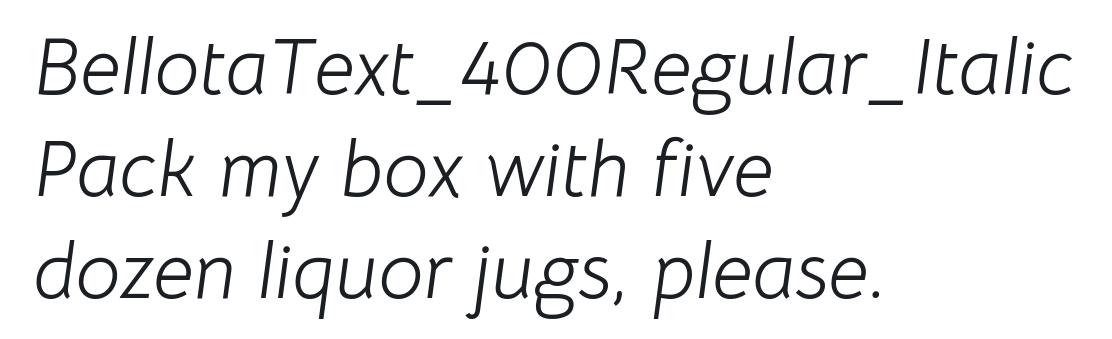 BellotaText_400Regular_Italic
Pack my box with five
dozen liquor jugs, please.